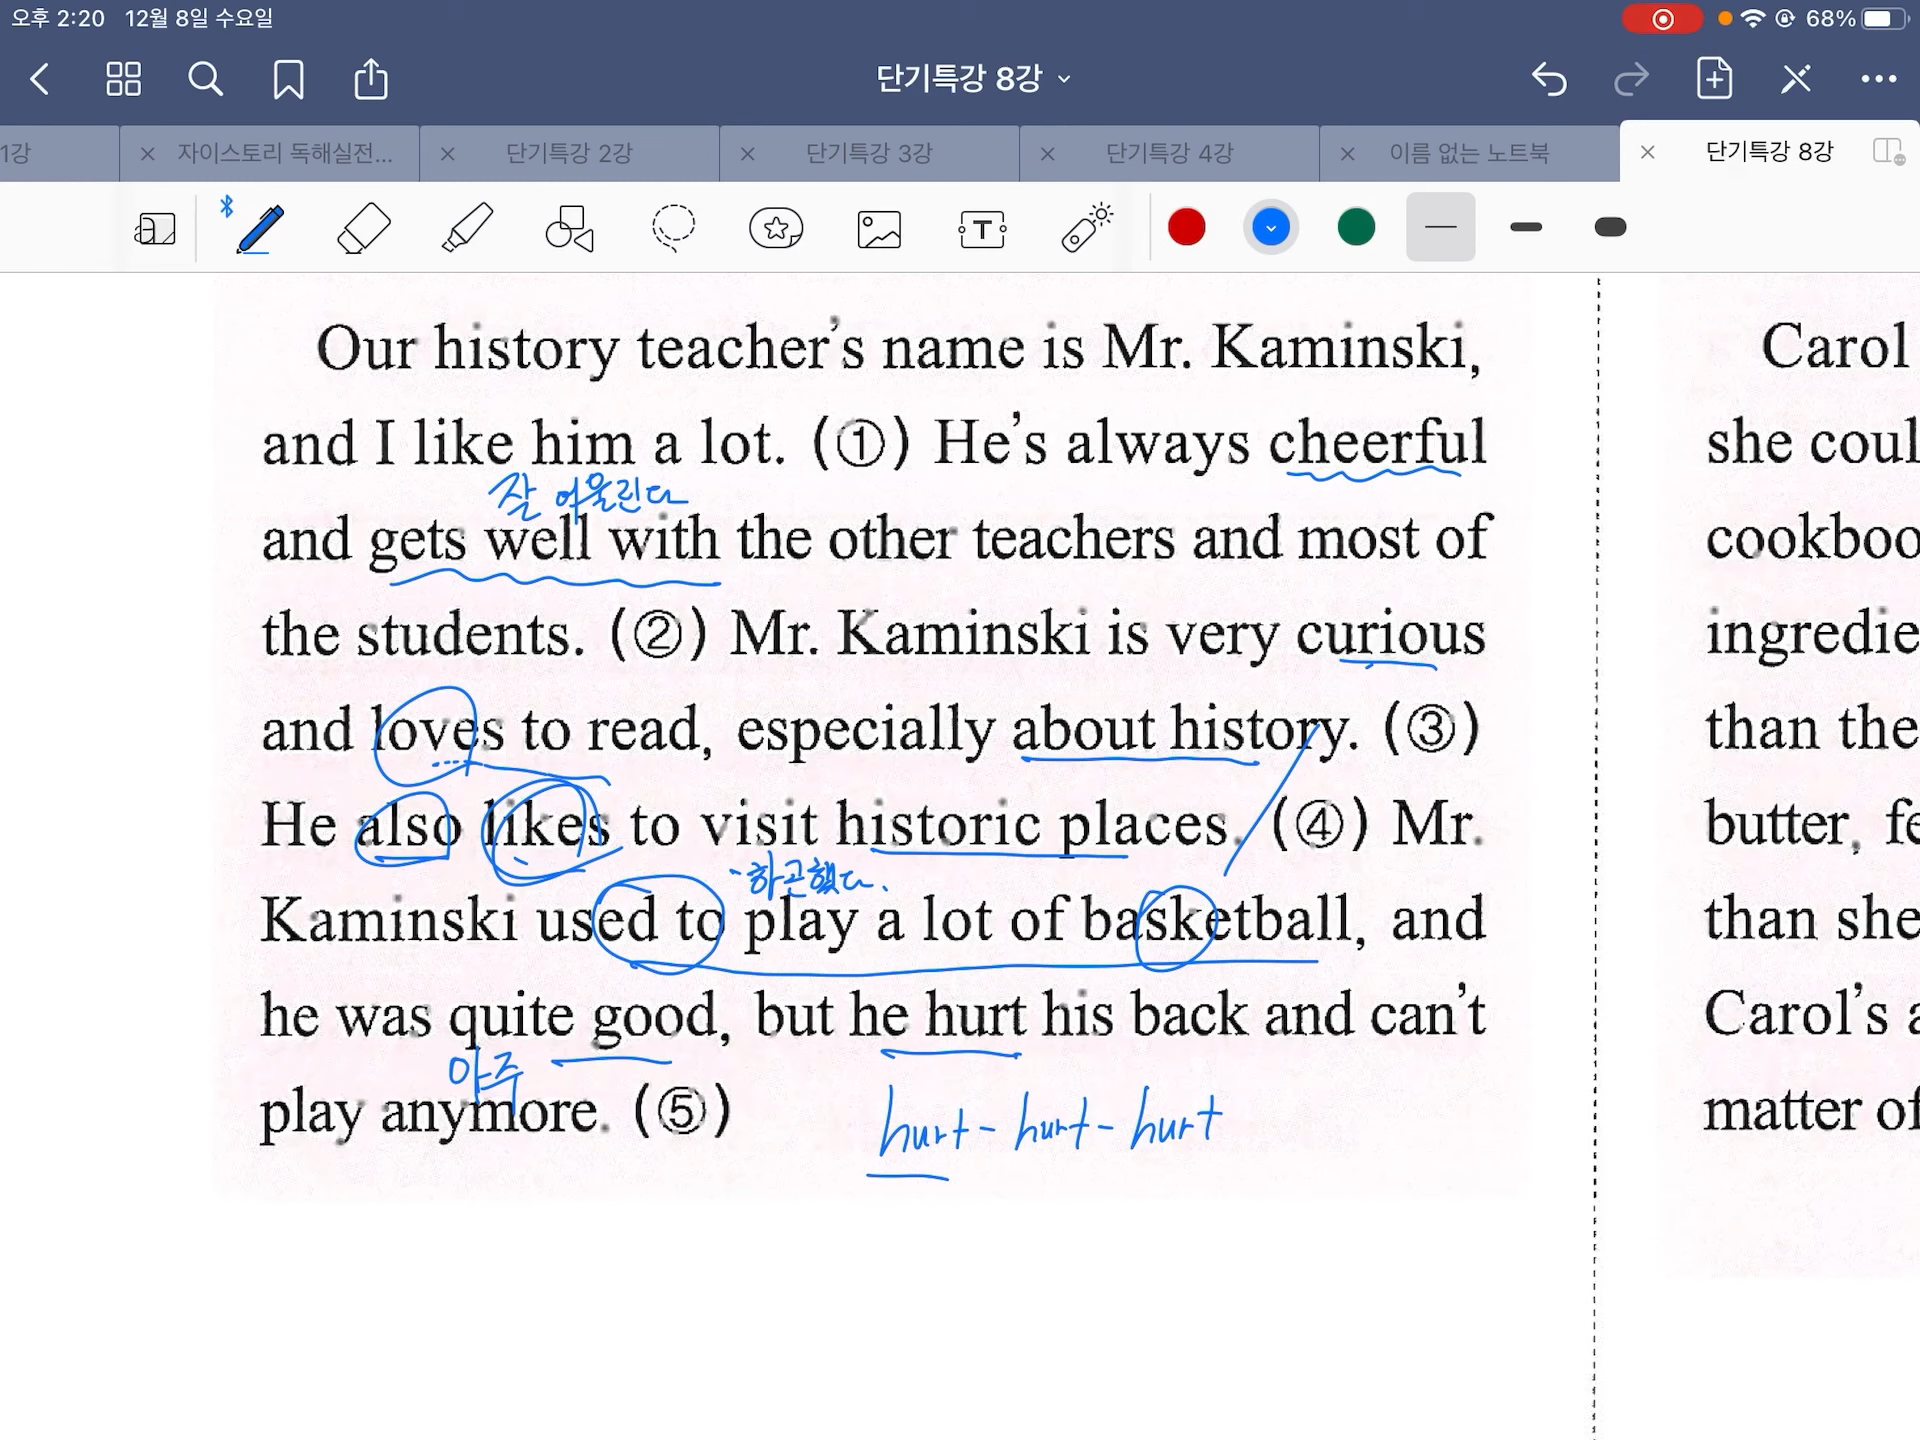 오후 2:20 12월 8일 수요일
68%
단기특강 8강
1강
자이스토리 독해실전...
단기특강 2강
단기특강 3강
단기특강 4강
이름 없는 노트북
단기특강 8강
Our history teacher's name is Mr. Kaminski,
and I like him a lot. (①) He's always cheerful
잘 어울린다
and gets well with the other teachers and most of
the students. (②) Mr. Kaminski is very curious
and loves to read, especially about history. (③)
He also likes to visit historic places. (④) Mr.
~하곤했다.
Kaminski used to play a lot of basketball, and
he was quite good, but he hurt his back and can't
아주
play anymore. (⑤)
hurt - hurt - hurt
Carol
she coul
cookboo
ingredie
than the
butter, fe
than she
Carol's a
matter of